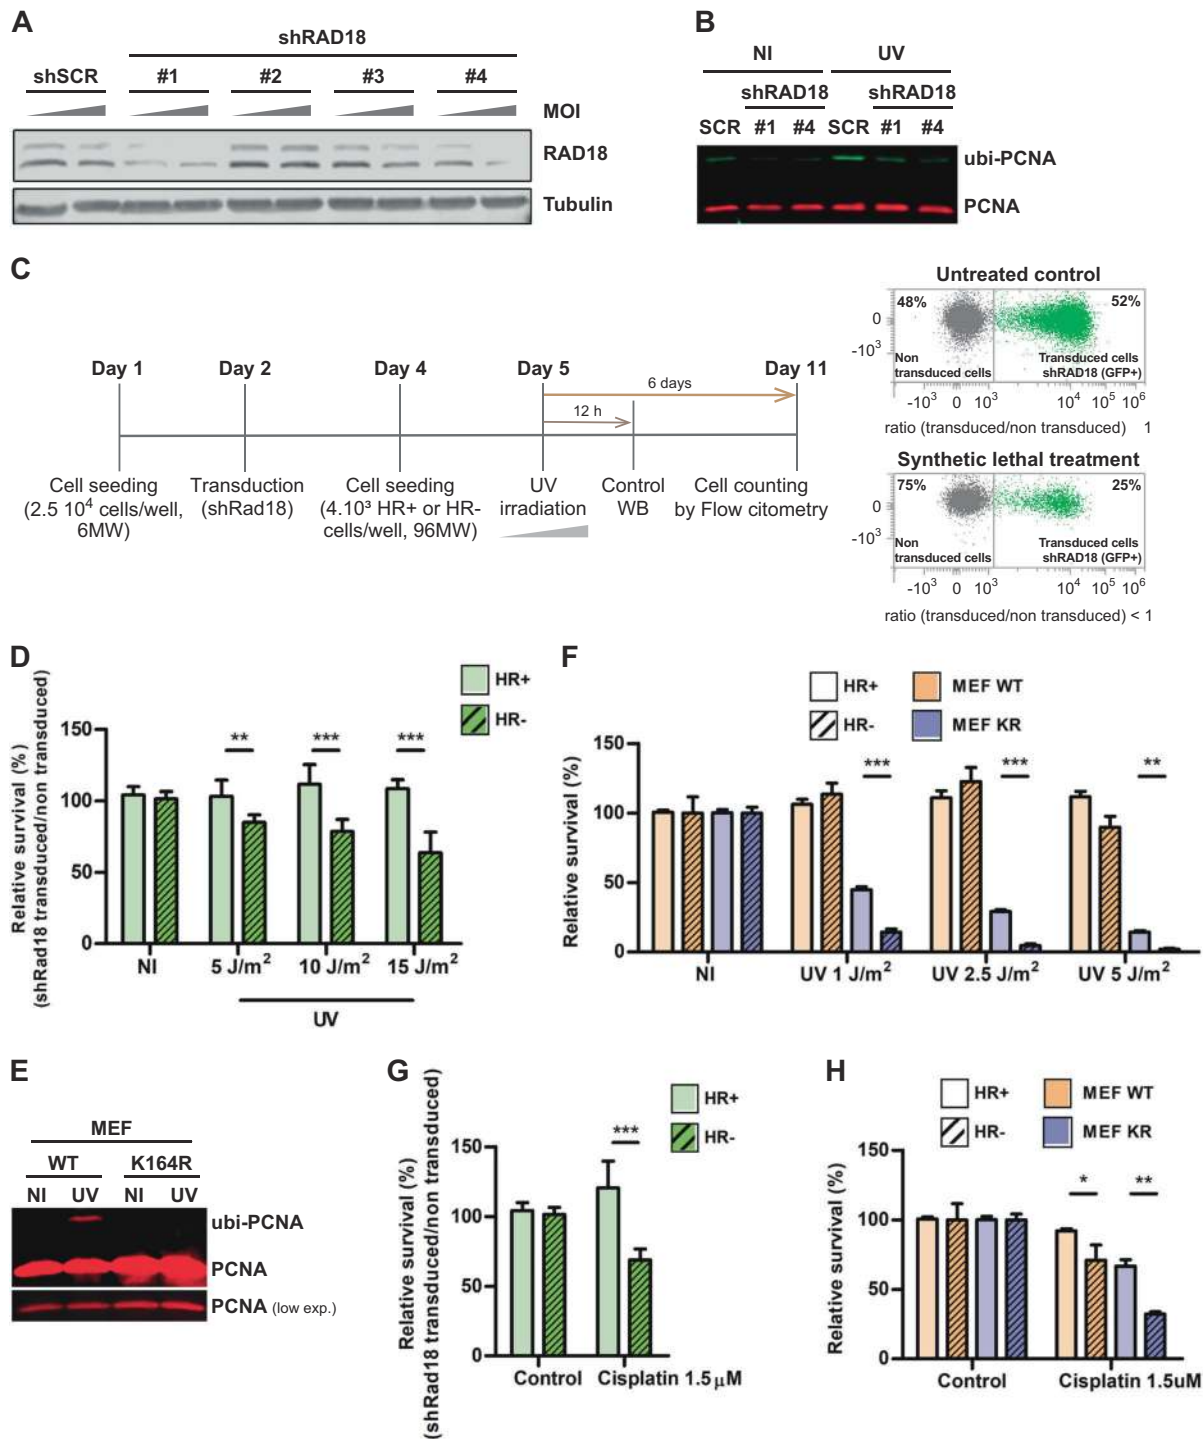 A
shRAD18
shSCR #1 #2 #3 #4
MOI
RAD18
Tubulin
B
NI UV
shRAD18 shRAD18
SCR #1 #4 SCR #1 #4
ubi-PCNA
PCNA
C
Day 1 Day 2 Day 4 Day 5 Day 11
6 days
12 h
Cell seeding
(2.5 10⁴ cells/well,
6MW)
Transduction
(shRad18)
Cell seeding
(4.10³ HR+ or HR-
cells/well, 96MW)
UV
irradiation
Control
WB
Cell counting
by Flow citometry
Untreated control
48% 52%
0
-10³
Non
transduced cells
Transduced cells
shRAD18 (GFP+)
-10³ 0 10³ 10⁴ 10⁵ 10⁶
ratio (transduced/non transduced) 1
Synthetic lethal treatment
75% 25%
0
-10³
Non
transduced cells
Transduced cells
shRAD18 (GFP+)
-10³ 0 10³ 10⁴ 10⁵ 10⁶
ratio (transduced/non transduced) < 1
D
HR+
HR-
Relative survival (%)
(shRad18 transduced/non transduced)
150
100
50
0
** *** ***
NI 5 J/m² 10 J/m² 15 J/m²
UV
F
HR+ MEF WT
HR- MEF KR
Relative survival (%)
150
100
50
0
*** *** **
NI UV 1 J/m² UV 2.5 J/m² UV 5 J/m²
E
MEF
WT K164R
NI UV NI UV
ubi-PCNA
PCNA
PCNA (low exp.)
G
HR+
HR-
Relative survival (%)
(shRad18 transduced/non transduced)
150
100
50
0
***
Control Cisplatin 1.5 µM
H
HR+ MEF WT
HR- MEF KR
Relative survival (%)
150
100
50
0
* **
Control Cisplatin 1.5uM